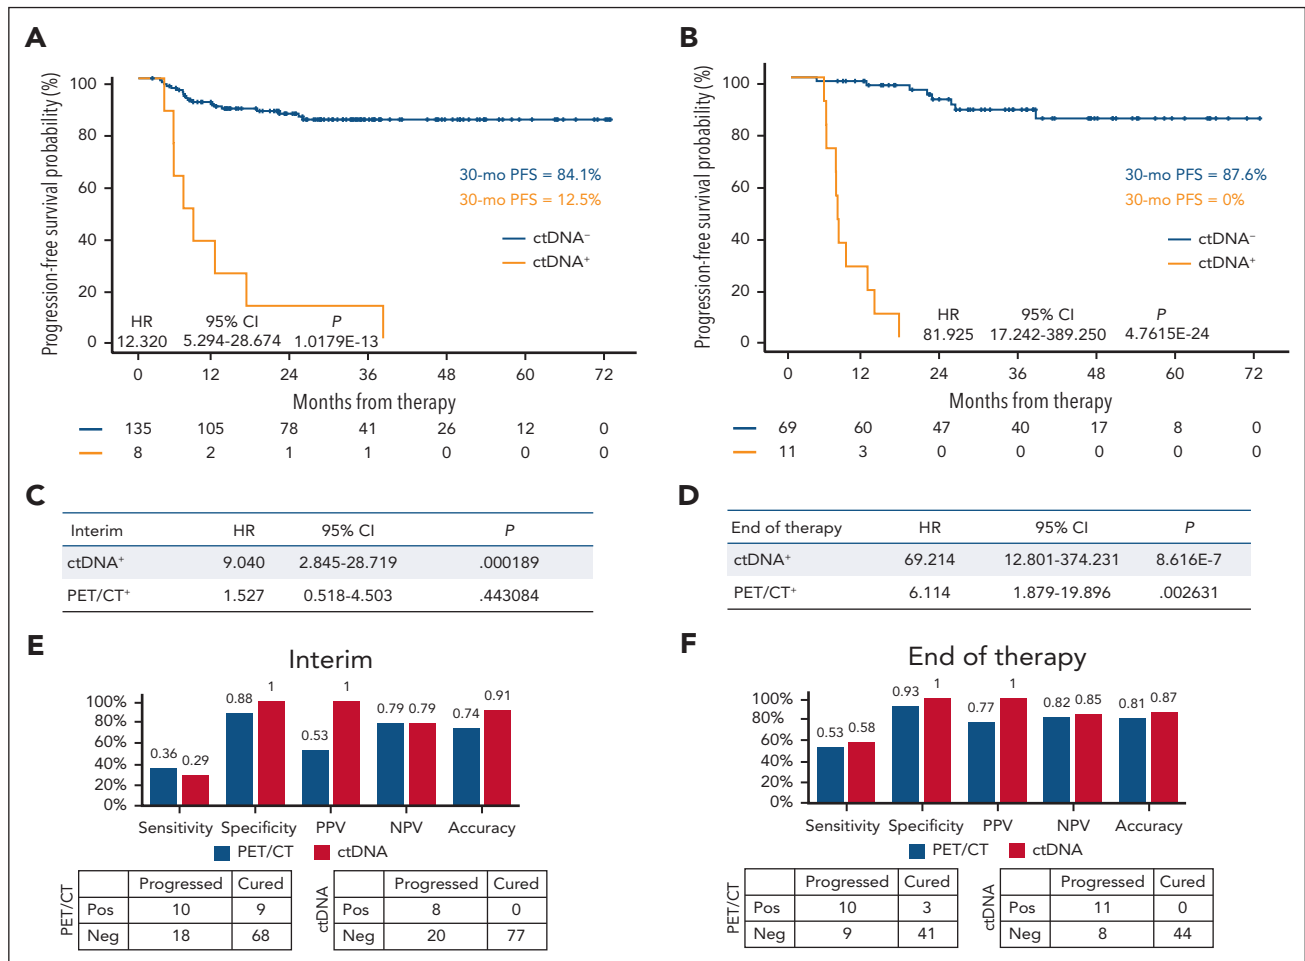 A
Progression-free survival probability (%)
100
80
60
40
20
0
30-mo PFS = 84.1%
30-mo PFS = 12.5%
ctDNA⁻
ctDNA⁺
HR 95% CI P
12.320 5.294-28.674 1.0179E-13
0 12 24 36 48 60 72
Months from therapy
135 105 78 41 26 12 0
8 2 1 1 0 0 0
B
Progression-free survival probability (%)
100
80
60
40
20
0
30-mo PFS = 87.6%
30-mo PFS = 0%
ctDNA⁻
ctDNA⁺
HR 95% CI P
81.925 17.242-389.250 4.7615E-24
0 12 24 36 48 60 72
Months from therapy
69 60 47 40 17 8 0
11 3 0 0 0 0 0
C
Interim HR 95% CI P
ctDNA⁺ 9.040 2.845-28.719 .000189
PET/CT⁺ 1.527 0.518-4.503 .443084
D
End of therapy HR 95% CI P
ctDNA⁺ 69.214 12.801-374.231 8.616E-7
PET/CT⁺ 6.114 1.879-19.896 .002631
E
Interim
100%
80%
60%
40%
20%
0%
0.36 0.29 0.88 1 0.53 1 0.79 0.79 0.74 0.91
Sensitivity Specificity PPV NPV Accuracy
PET/CT ctDNA
PET/CT
Progressed Cured
Pos 10 9
Neg 18 68
ctDNA
Progressed Cured
Pos 8 0
Neg 20 77
F
End of therapy
100%
80%
60%
40%
20%
0%
0.53 0.58 0.93 1 0.77 1 0.82 0.85 0.81 0.87
Sensitivity Specificity PPV NPV Accuracy
PET/CT ctDNA
PET/CT
Progressed Cured
Pos 10 3
Neg 9 41
ctDNA
Progressed Cured
Pos 11 0
Neg 8 44